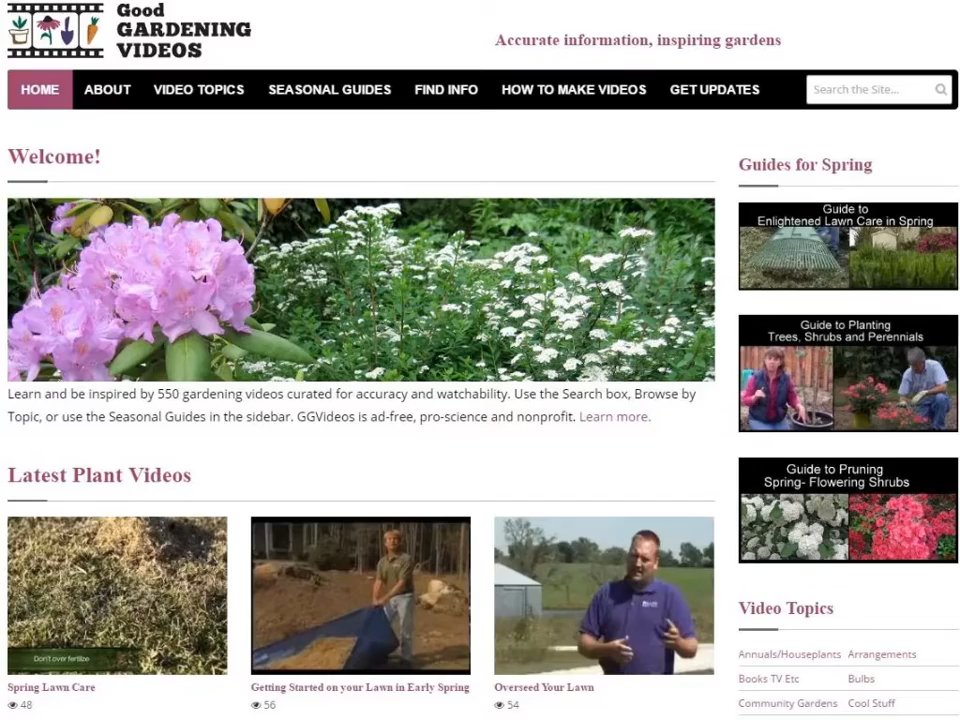 Good
GARDENING
VIDEOS
Accurate information, inspiring gardens
HOME ABOUT VIDEO TOPICS SEASONAL GUIDES FIND INFO HOW TO MAKE VIDEOS GET UPDATES Search the Site...
Welcome!
Learn and be inspired by 550 gardening videos curated for accuracy and watchability. Use the Search box, Browse by
Topic, or use the Seasonal Guides in the sidebar. GGVideos is ad-free, pro-science and nonprofit. Learn more.
Latest Plant Videos
Don't over fertilize
Spring Lawn Care
48
Getting Started on your Lawn in Early Spring
56
Overseed Your Lawn
54
Guides for Spring
Guide to
Enlightened Lawn Care in Spring
Guide to Planting
Trees, Shrubs and Perennials
Guide to Pruning
Spring- Flowering Shrubs
Video Topics
Annuals/Houseplants Arrangements
Books TV Etc Bulbs
Community Gardens Cool Stuff